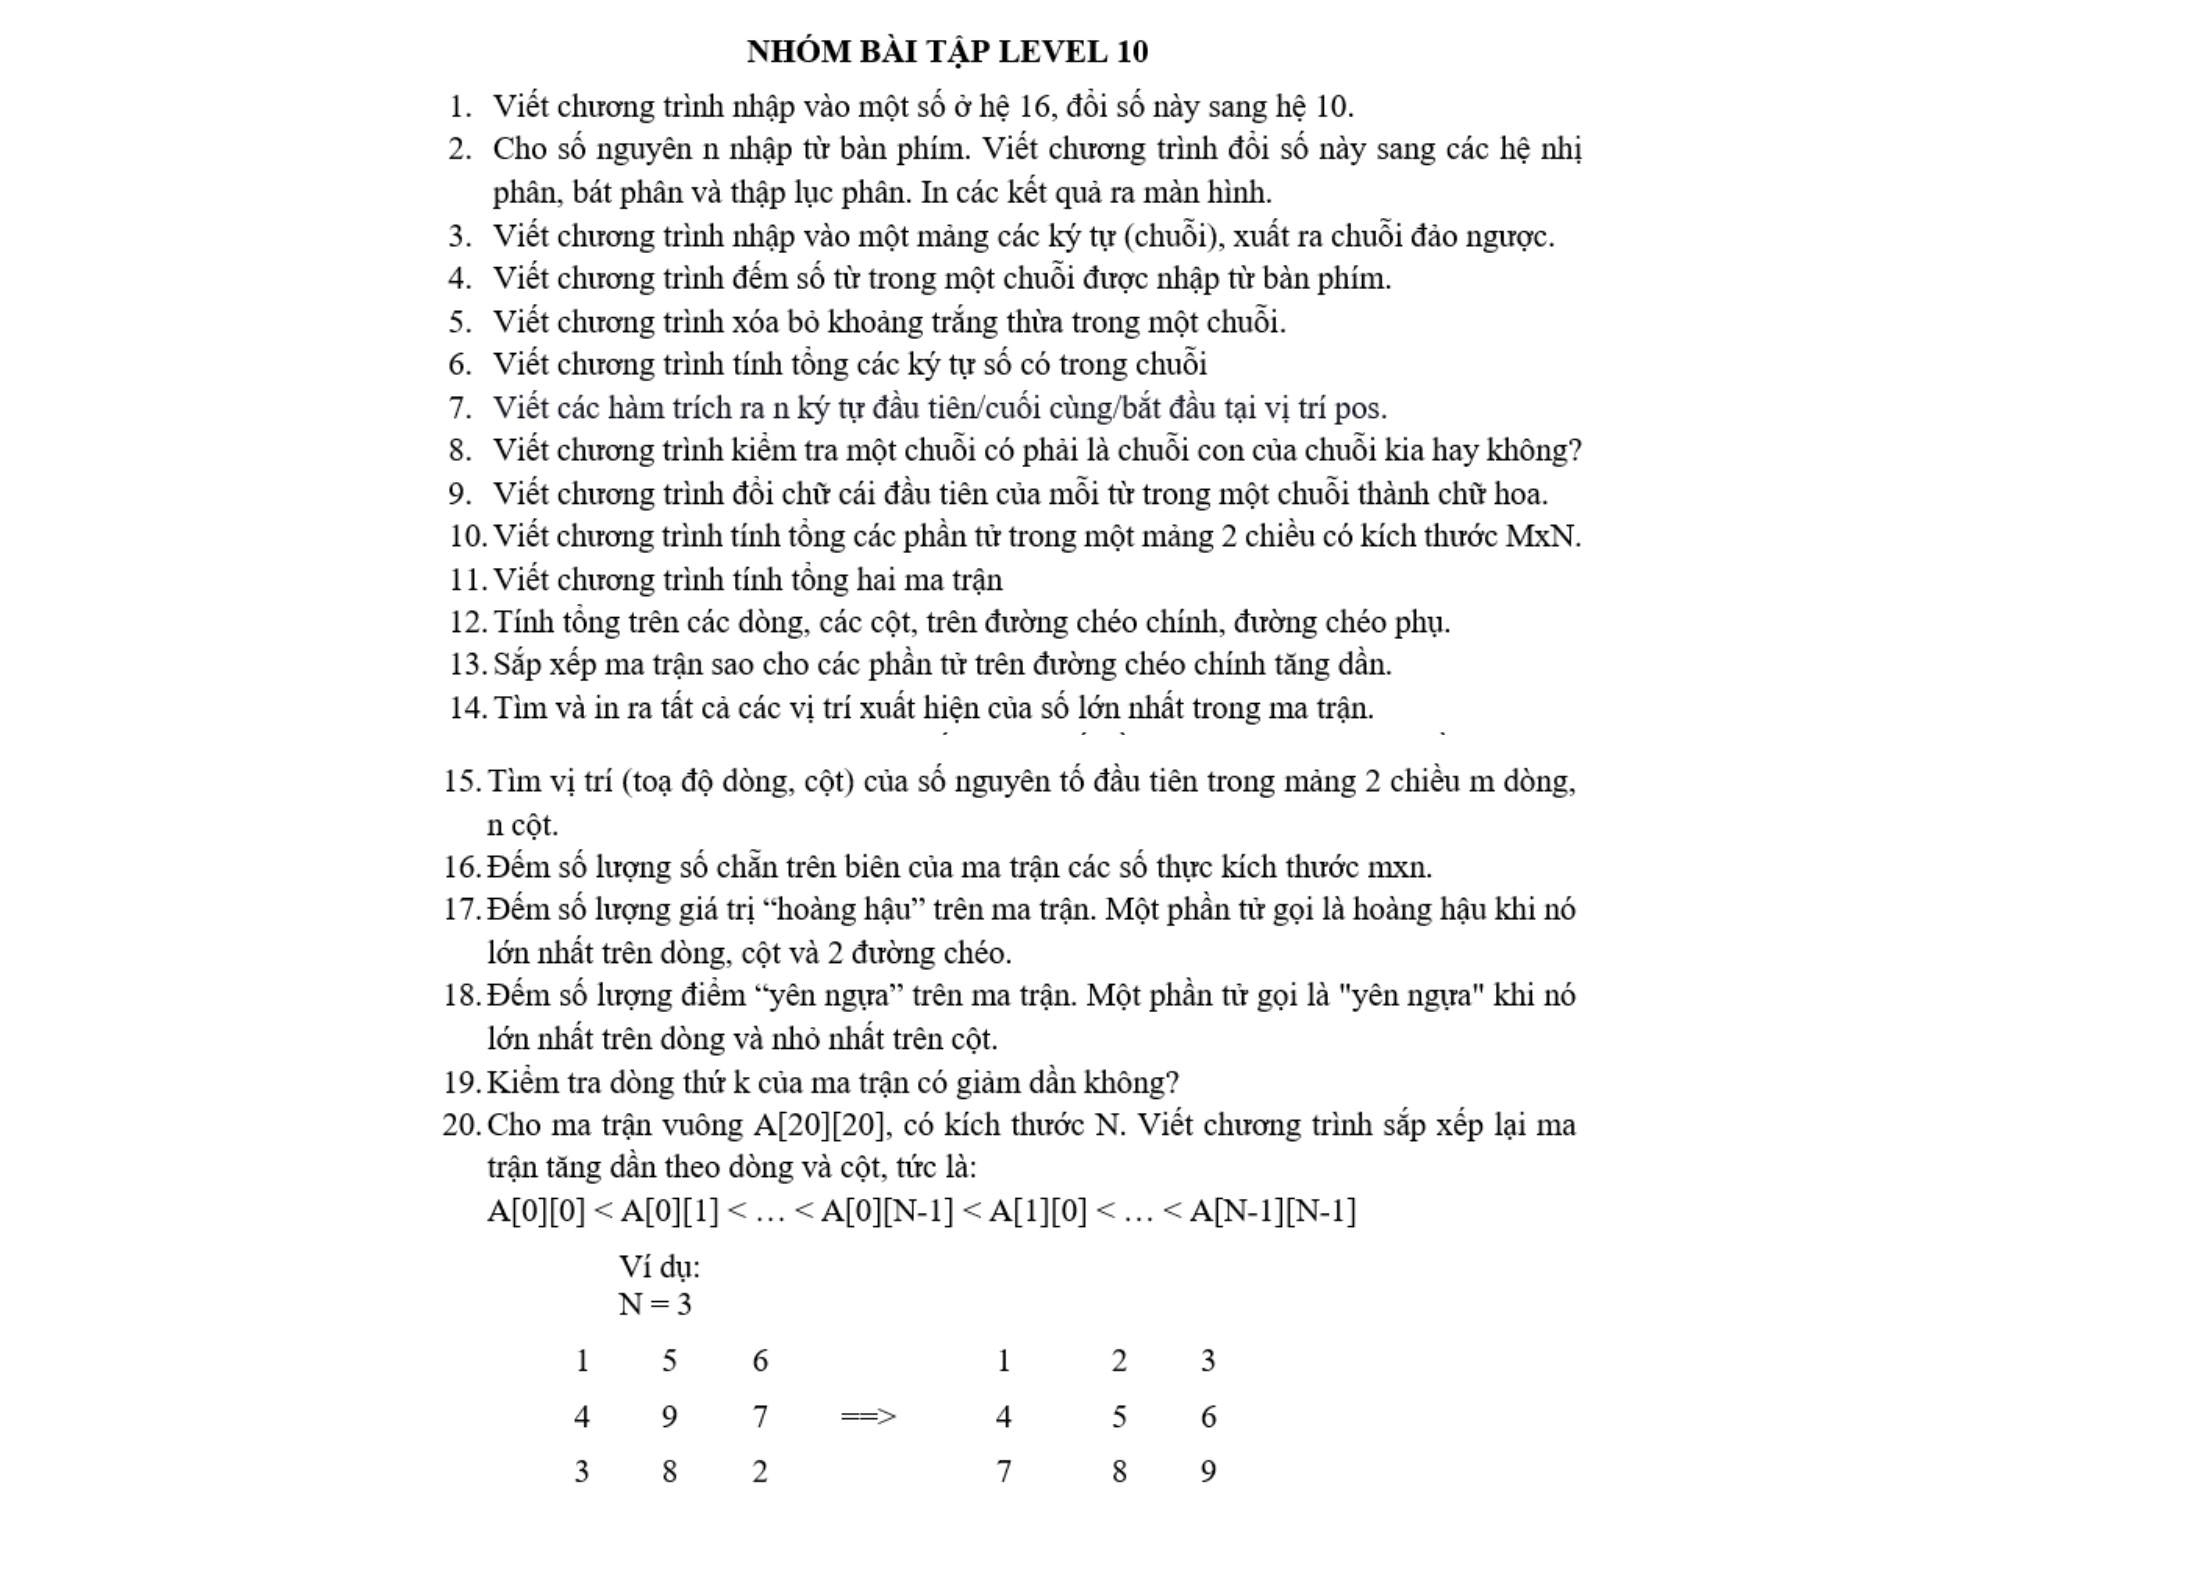 NHÓM BÀI TẬP LEVEL 10
1. Viết chương trình nhập vào một số ở hệ 16, đổi số này sang hệ 10.
2. Cho số nguyên n nhập từ bàn phím. Viết chương trình đổi số này sang các hệ nhị
phân, bát phân và thập lục phân. In các kết quả ra màn hình.
3. Viết chương trình nhập vào một mảng các ký tự (chuỗi), xuất ra chuỗi đảo ngược.
4. Viết chương trình đếm số từ trong một chuỗi được nhập từ bàn phím.
5. Viết chương trình xóa bỏ khoảng trắng thừa trong một chuỗi.
6. Viết chương trình tính tổng các ký tự số có trong chuỗi
7. Viết các hàm trích ra n ký tự đầu tiên/cuối cùng/bắt đầu tại vị trí pos.
8. Viết chương trình kiểm tra một chuỗi có phải là chuỗi con của chuỗi kia hay không?
9. Viết chương trình đổi chữ cái đầu tiên của mỗi từ trong một chuỗi thành chữ hoa.
10. Viết chương trình tính tổng các phần tử trong một mảng 2 chiều có kích thước MxN.
11. Viết chương trình tính tổng hai ma trận
12. Tính tổng trên các dòng, các cột, trên đường chéo chính, đường chéo phụ.
13. Sắp xếp ma trận sao cho các phần tử trên đường chéo chính tăng dần.
14. Tìm và in ra tất cả các vị trí xuất hiện của số lớn nhất trong ma trận.
15. Tìm vị trí (toạ độ dòng, cột) của số nguyên tố đầu tiên trong mảng 2 chiều m dòng,
n cột.
16. Đếm số lượng số chẵn trên biên của ma trận các số thực kích thước mxn.
17. Đếm số lượng giá trị “hoàng hậu” trên ma trận. Một phần tử gọi là hoàng hậu khi nó
lớn nhất trên dòng, cột và 2 đường chéo.
18. Đếm số lượng điểm “yên ngựa” trên ma trận. Một phần tử gọi là "yên ngựa" khi nó
lớn nhất trên dòng và nhỏ nhất trên cột.
19. Kiểm tra dòng thứ k của ma trận có giảm dần không?
20. Cho ma trận vuông A[20][20], có kích thước N. Viết chương trình sắp xếp lại ma
trận tăng dần theo dòng và cột, tức là:
A[0][0] < A[0][1] < … < A[0][N-1] < A[1][0] < … < A[N-1][N-1]
Ví dụ:
N = 3
1 5 6 1 2 3
4 9 7 ==> 4 5 6
3 8 2 7 8 9